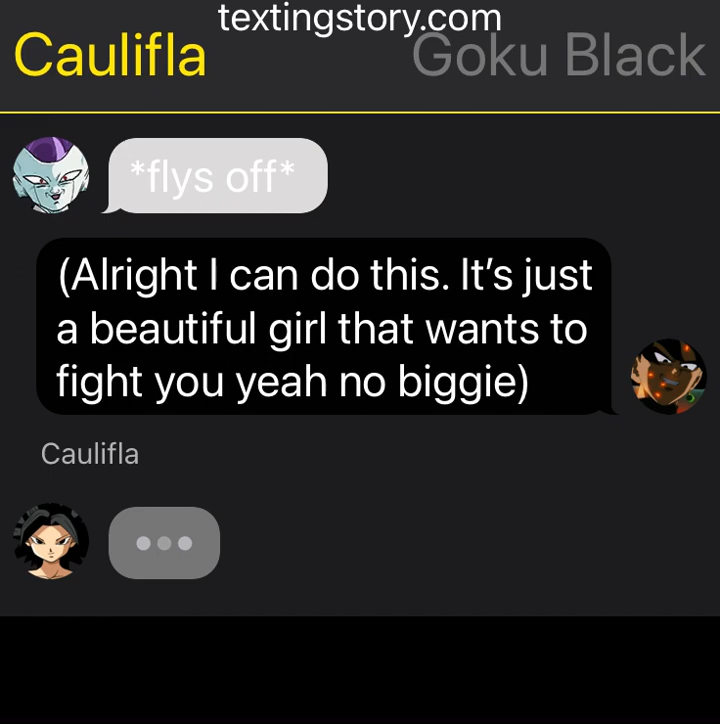 textingstory.com
Caulifla
Goku Black
*flys off*
(Alright I can do this. It’s just
a beautiful girl that wants to
fight you yeah no biggie)
Caulifla